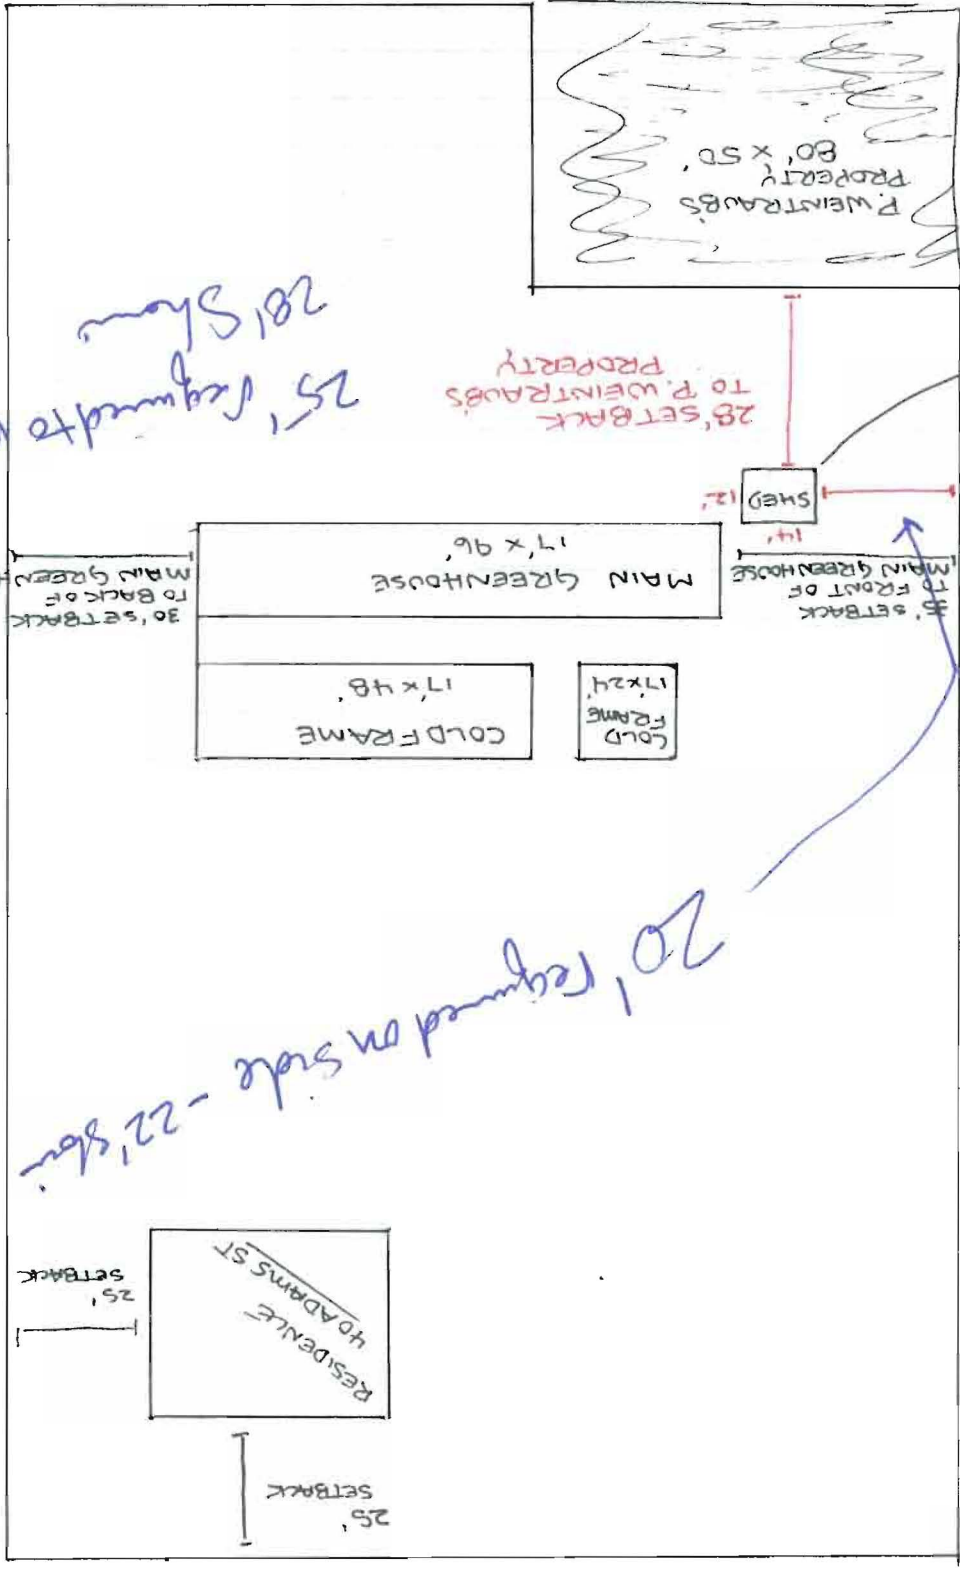 25'
SETBACK
RESIDENCE
40 ADAMS ST
25'
SETBACK
20' required on side - 22' show
COLD
FRAME
17'x24'
COLD FRAME
17' x 48'
35' SETBACK
TO FRONT OF
MAIN GREENHOUSE
MAIN GREENHOUSE
17' x 96'
30' SETBACK
TO BACK OF
MAIN GREEN
14'
SHED
12'
28' SETBACK
TO P. WEINTRAUB'S
PROPERTY
25' required to
28' Shown
P. WEINTRAUB'S
PROPERTY
80' x 50'